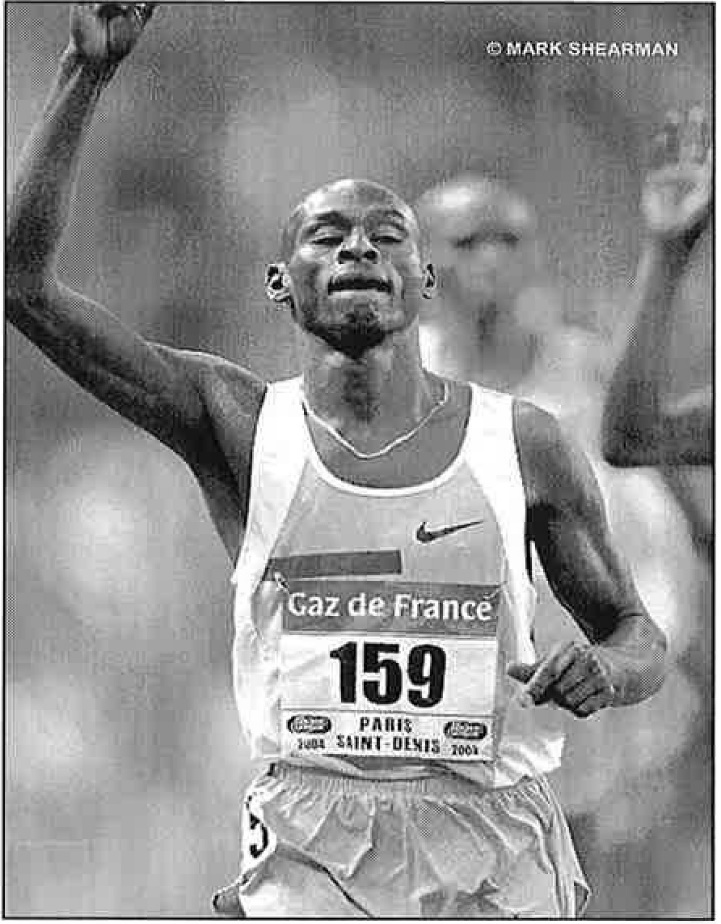 © MARK SHEARMAN
Gaz de France
159
PARIS
2004 SAINT-DENIS 2004